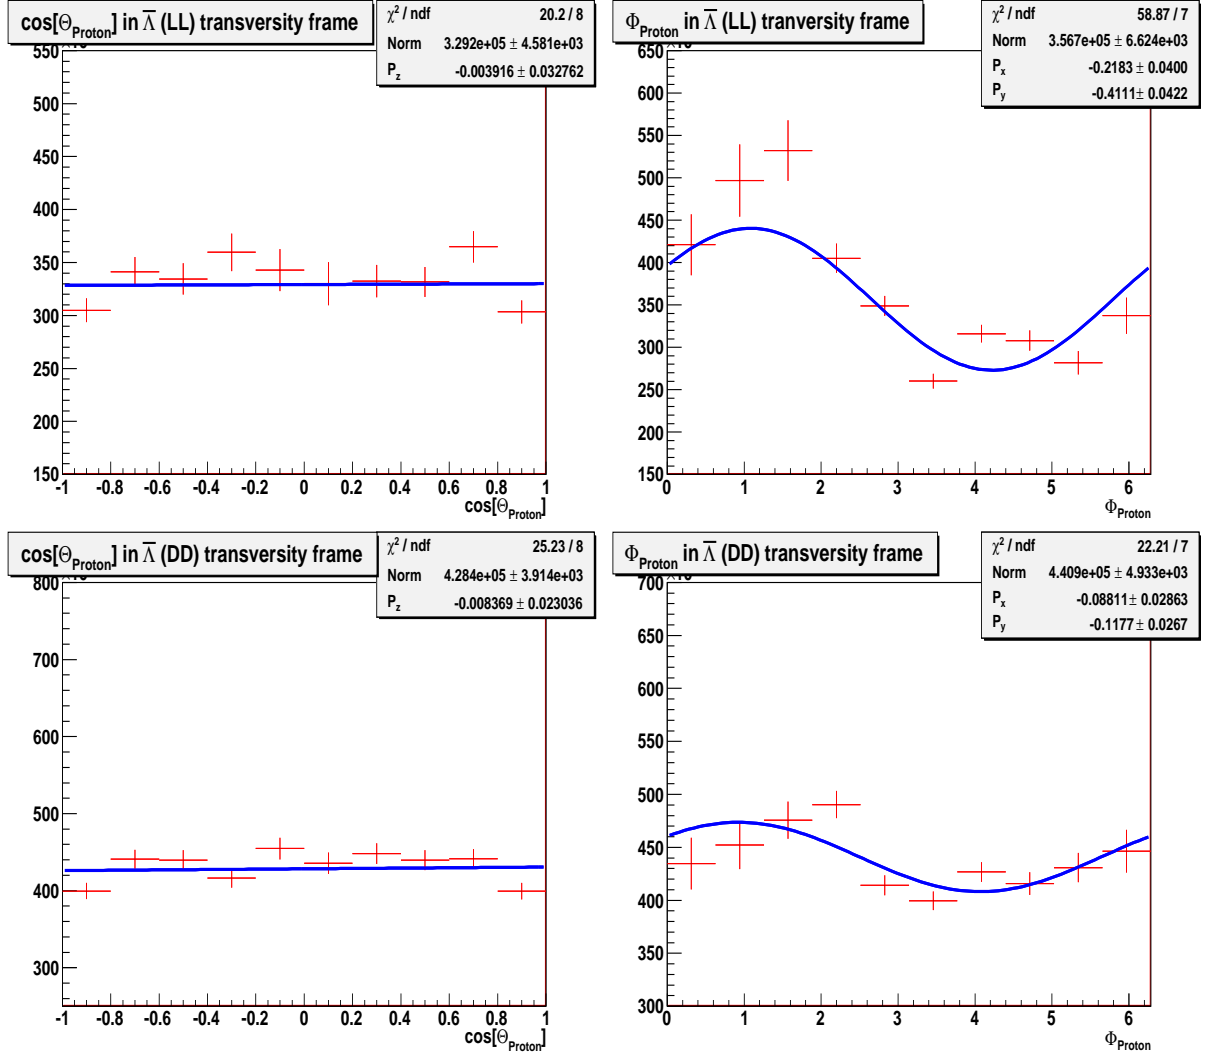 cos[Θ_Proton] in Λ̅ (LL) transversity frame
χ² / ndf 20.2 / 8
Norm 3.292e+05 ± 4.581e+03
P_z -0.003916 ± 0.032762
550
500
450
400
350
300
250
200
150
-1 -0.8 -0.6 -0.4 -0.2 0 0.2 0.4 0.6 0.8 1
cos[Θ_Proton]
Φ_Proton in Λ̅ (LL) transversity frame
χ² / ndf 58.87 / 7
Norm 3.567e+05 ± 6.624e+03
P_x -0.2183 ± 0.0400
P_y -0.4111 ± 0.0422
650
600
550
500
450
400
350
300
250
200
150
0 1 2 3 4 5 6
Φ_Proton
cos[Θ_Proton] in Λ̅ (DD) transversity frame
χ² / ndf 25.23 / 8
Norm 4.284e+05 ± 3.914e+03
P_z -0.008369 ± 0.023036
800
700
600
500
400
300
-1 -0.8 -0.6 -0.4 -0.2 0 0.2 0.4 0.6 0.8 1
cos[Θ_Proton]
Φ_Proton in Λ̅ (DD) transversity frame
χ² / ndf 22.21 / 7
Norm 4.409e+05 ± 4.933e+03
P_x -0.08811 ± 0.02863
P_y -0.1177 ± 0.0267
700
650
600
550
500
450
400
350
300
0 1 2 3 4 5 6
Φ_Proton